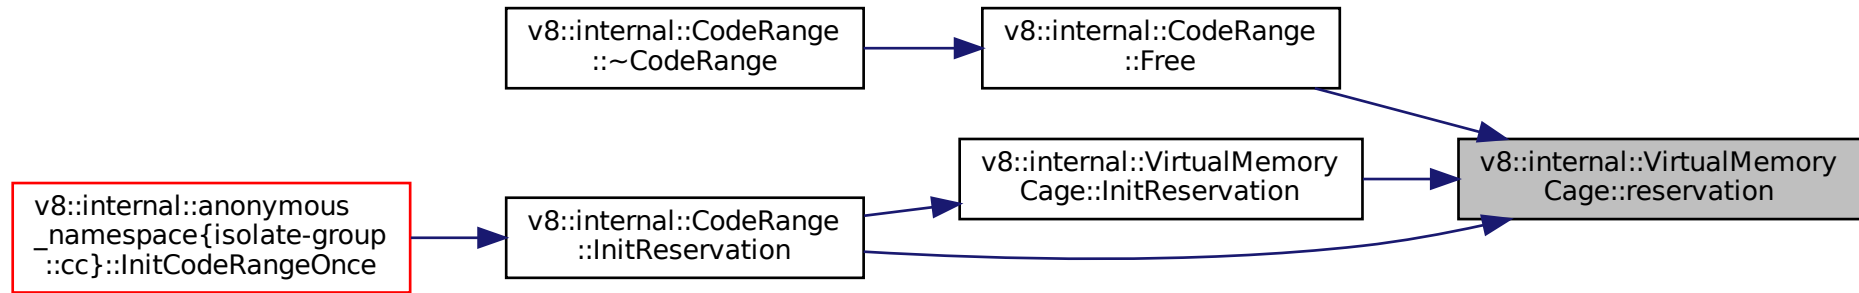 v8::internal::CodeRange
::~CodeRange
v8::internal::CodeRange
::Free
v8::internal::VirtualMemory
Cage::InitReservation
v8::internal::VirtualMemory
Cage::reservation
v8::internal::anonymous
_namespace{isolate-group
::cc}::InitCodeRangeOnce
v8::internal::CodeRange
::InitReservation